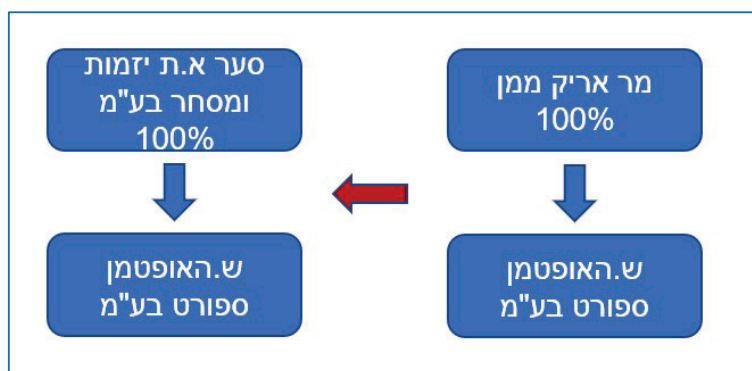 מר אריק ממן
100%
ש.האופטמן
ספורט בע"מ
סער א.ת יזמות
ומסחר בע"מ
100%
ש.האופטמן
ספורט בע"מ